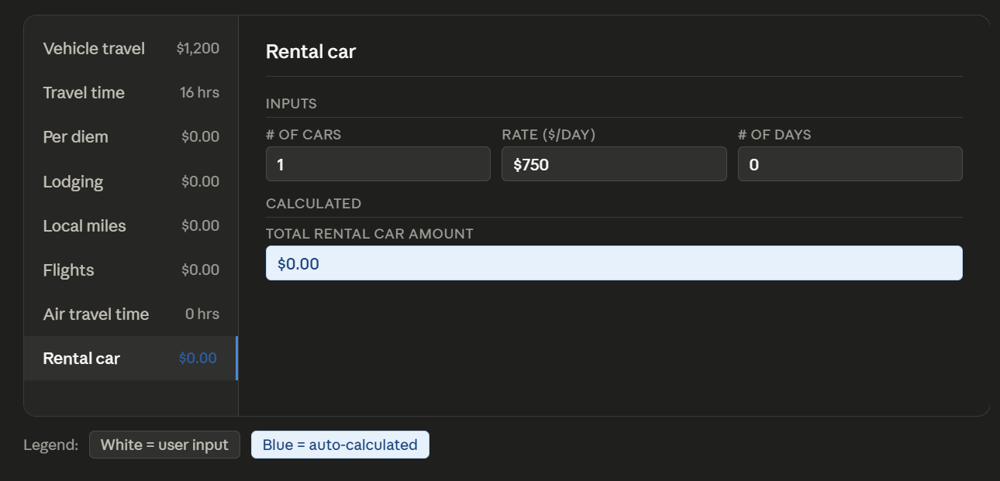 Vehicle travel $1,200
Travel time 16 hrs
Per diem $0.00
Lodging $0.00
Local miles $0.00
Flights $0.00
Air travel time 0 hrs
Rental car $0.00
Rental car
INPUTS
# OF CARS RATE ($/DAY) # OF DAYS
1 $750 0
CALCULATED
TOTAL RENTAL CAR AMOUNT
$0.00
Legend: White = user input Blue = auto-calculated